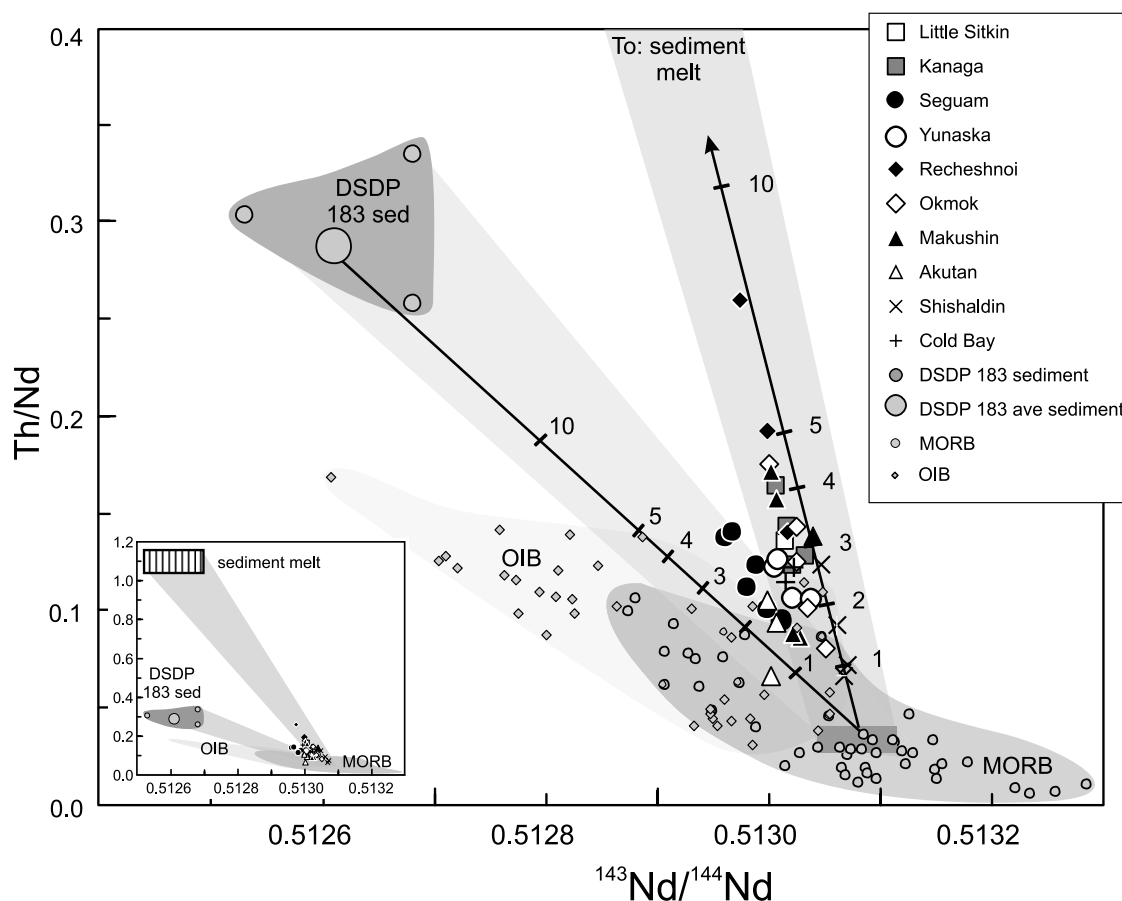 0.4
0.3
0.2
0.1
0.0
Th/Nd
0.5126
0.5128
0.5130
0.5132
143Nd/144Nd
To: sediment
melt
DSDP
183 sed
10
5
4
3
2
1
10
5
4
3
1
OIB
MORB
Little Sitkin
Kanaga
Seguam
Yunaska
Recheshnoi
Okmok
Makushin
Akutan
Shishaldin
Cold Bay
DSDP 183 sediment
DSDP 183 ave sediment
MORB
OIB
1.2
1.0
0.8
0.6
0.4
0.2
0.0
sediment melt
DSDP
183 sed
OIB
MORB
0.5126
0.5128
0.5130
0.5132